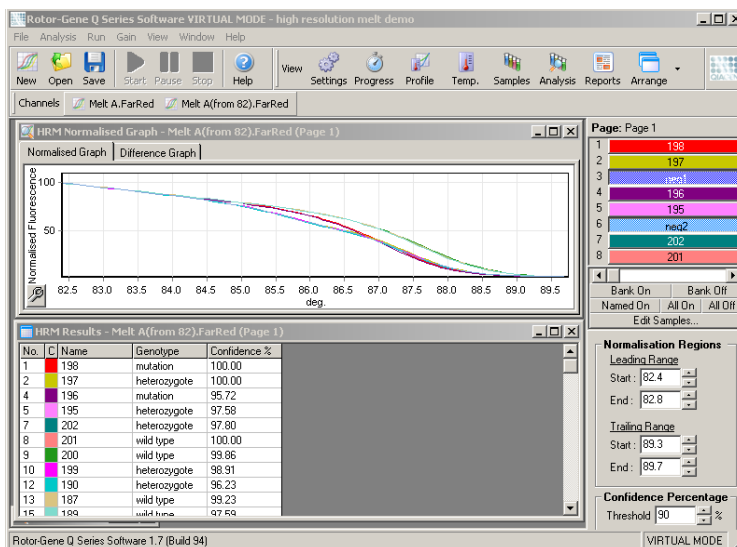 Rotor-Gene Q Series Software VIRTUAL MODE - high resolution melt demo
File Analysis Run Gain View Window Help
New Open Save Start Pause Stop Help View Settings Progress Profile Temp. Samples Analysis Reports Arrange
Channels Melt A.FarRed Melt A(from 82).FarRed
HRM Normalised Graph - Melt A(from 82).FarRed (Page 1)
Normalised Graph Difference Graph
Normalised Fluorescence
100
50
82.5 83.0 83.5 84.0 84.5 85.0 85.5 86.0 86.5 87.0 87.5 88.0 88.5 89.0 89.5
deg.
HRM Results - Melt A(from 82).FarRed (Page 1)
No. C Name Genotype Confidence %
1 198 mutation 100.00
2 197 heterozygote 100.00
4 196 mutation 95.72
5 195 heterozygote 97.58
7 202 heterozygote 97.80
8 201 wild type 100.00
9 200 wild type 99.86
10 199 heterozygote 98.91
12 190 heterozygote 96.23
13 187 wild type 99.23
15 189 wild type 97.59
Page: Page 1
1 198
2 197
3 neg1
4 196
5 195
6 neg2
7 202
8 201
Bank On Bank Off
Named On All On All Off
Edit Samples...
Normalisation Regions
Leading Range
Start : 82.4
End : 82.8
Trailing Range
Start : 89.3
End : 89.7
Confidence Percentage
Threshold 90 %
Rotor-Gene Q Series Software 1.7 (Build 94)
VIRTUAL MODE